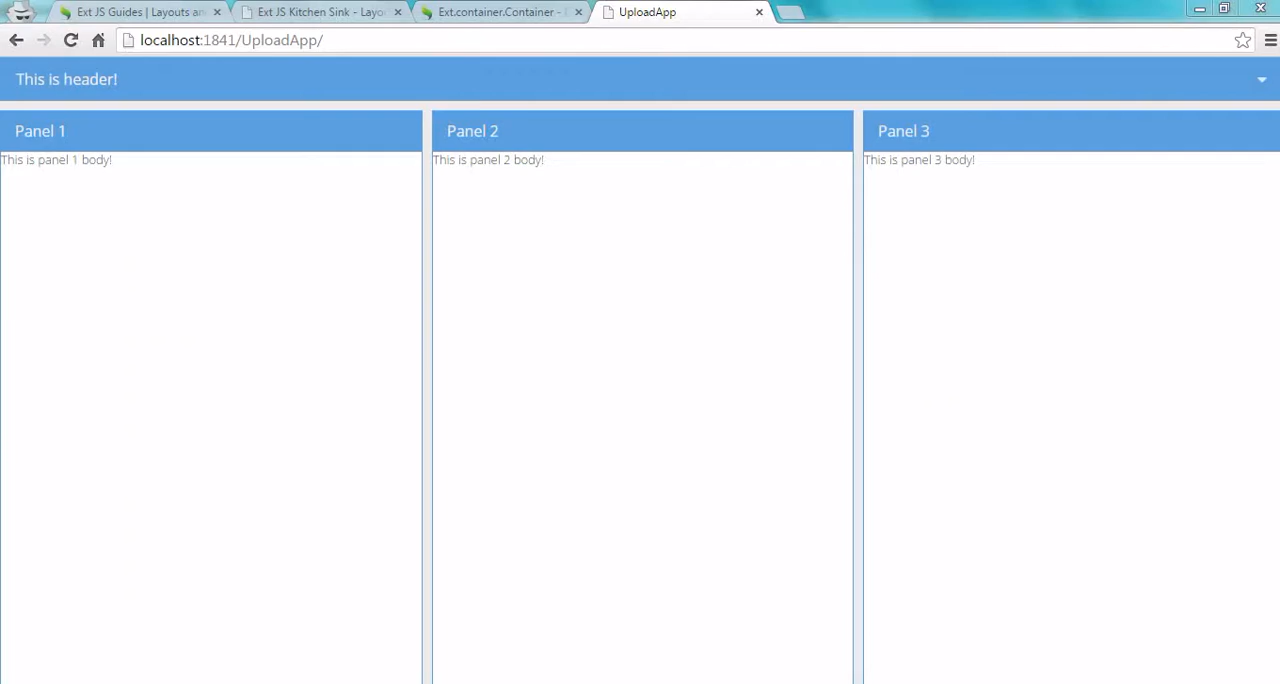 Ext JS Guides | Layouts an
Ext JS Kitchen Sink - Layo
Ext.container.Container -
UploadApp
localhost:1841/UploadApp/
This is header!
Panel 1
Panel 2
Panel 3
This is panel 1 body!
This is panel 2 body!
This is panel 3 body!